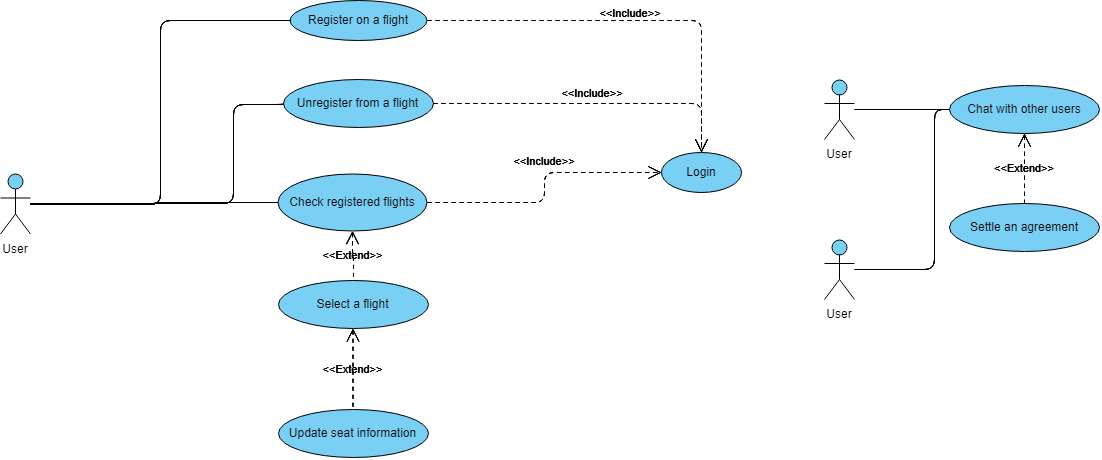 Register on a flight
<<Include>>
Unregister from a flight
<<Include>>
Check registered flights
<<Include>>
Login
User
<<Extend>>
Select a flight
<<Extend>>
Update seat information
User
Chat with other users
<<Extend>>
Settle an agreement
User